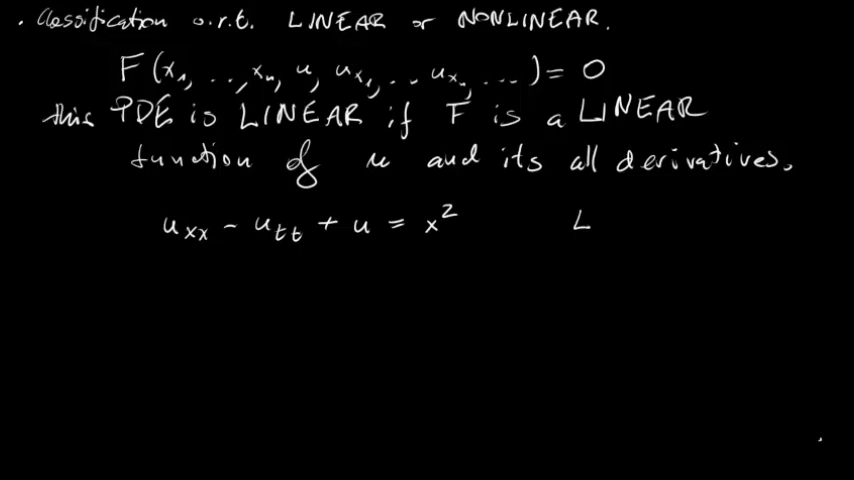 . Classification w.r.t. LINEAR or NONLINEAR.
F(x₁, .., xₙ, u, uₓ₁, .. uₓₙ, ...) = 0
this PDE is LINEAR if F is a LINEAR
function of u and its all derivatives.
uₓₓ - uₜₜ + u = x² L